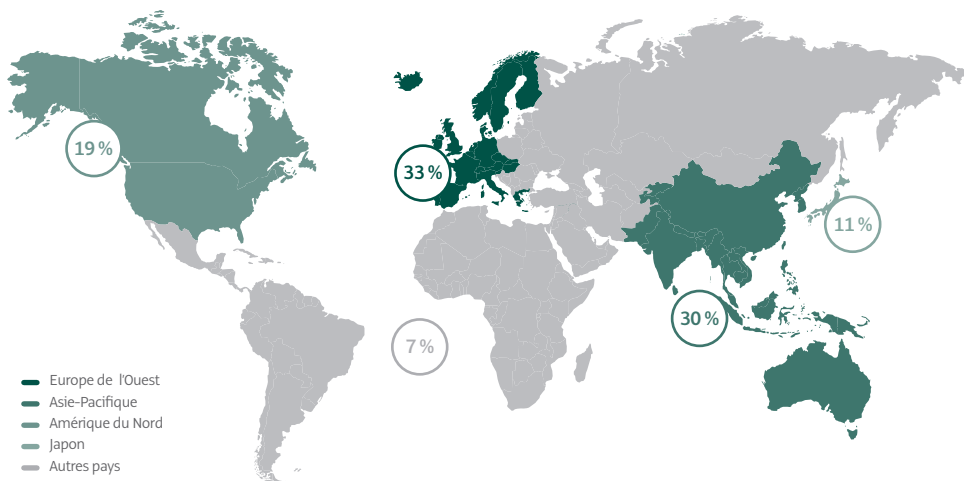 19 %
33 %
11 %
30 %
7 %
Europe de l'Ouest
Asie-Pacifique
Amérique du Nord
Japon
Autres pays